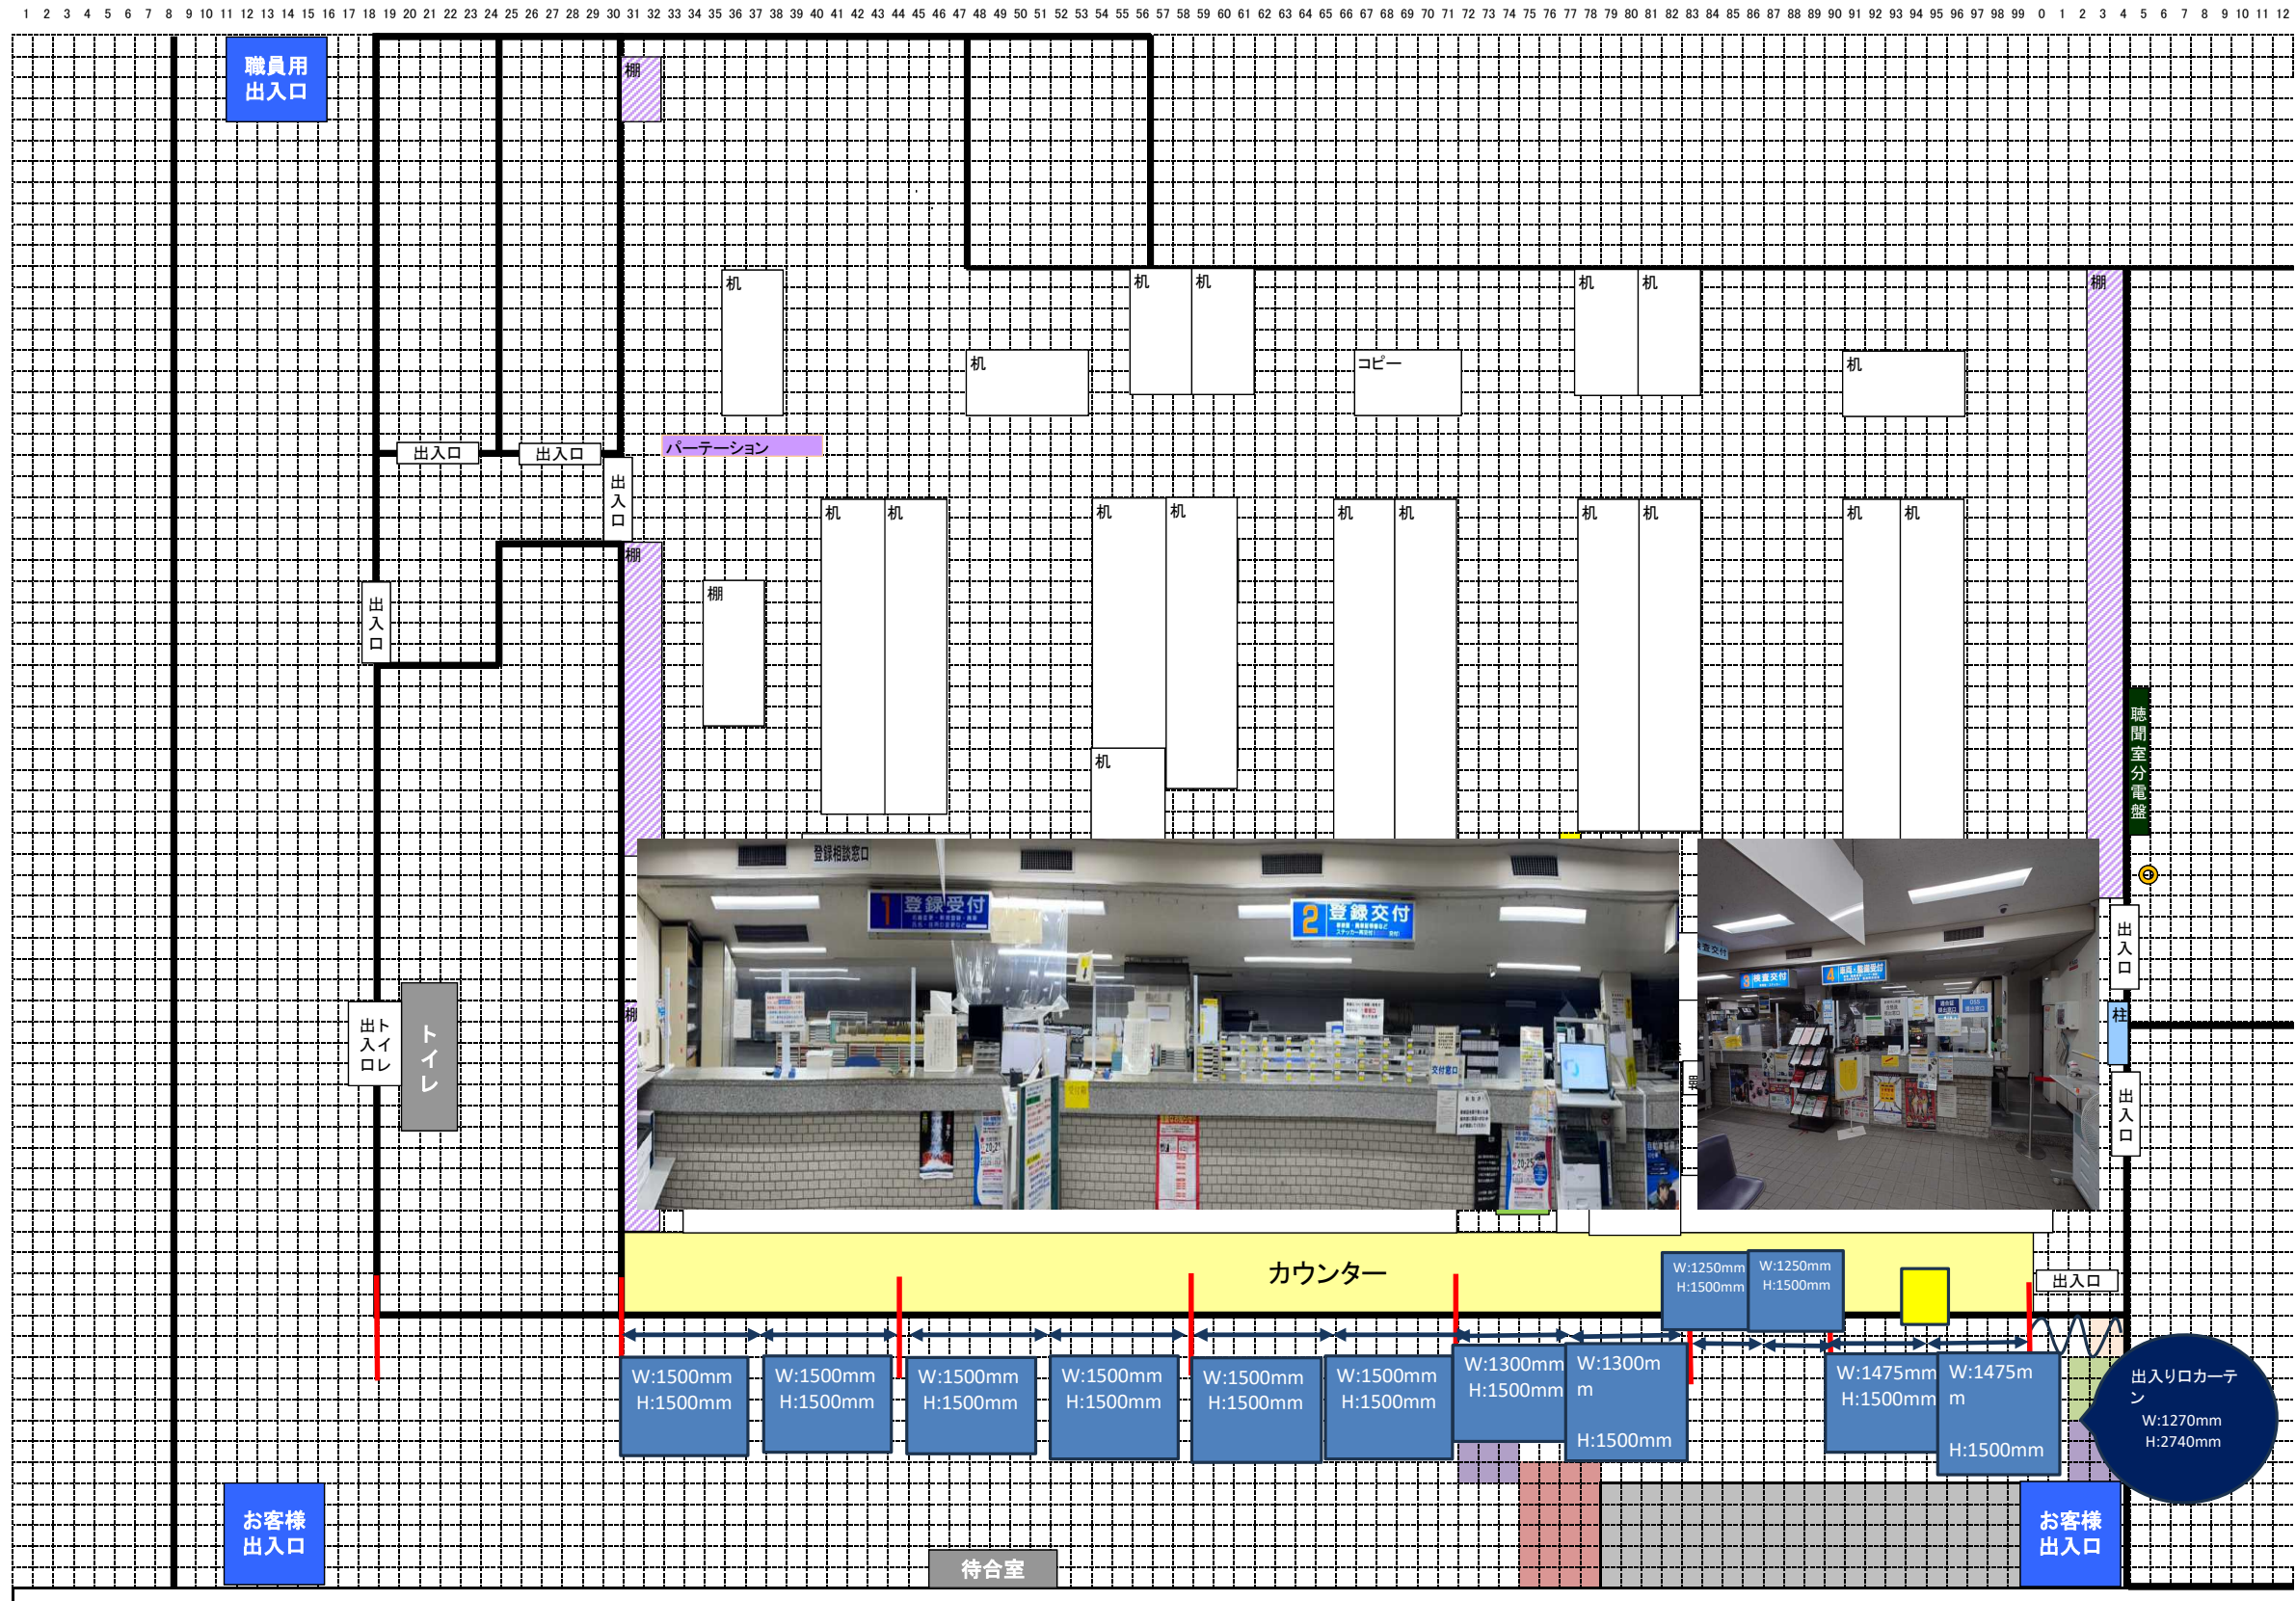 1 2 3 4 5 6 7 8 9 10 11 12 13 14 15 16 17 18 19 20 21 22 23 24 25 26 27 28 29 30 31 32 33 34 35 36 37 38 39 40 41 42 43 44 45 46 47 48 49 50 51 52 53 54 55 56 57 58 59 60 61 62 63 64 65 66 67 68 69 70 71 72 73 74 75 76 77 78 79 80 81 82 83 84 85 86 87 88 89 90 91 92 93 94 95 96 97 98 99 0 1 2 3 4 5 6 7 8 9 10 11 12
職員用
出入口
棚
机
机
机
机
机
棚
机
コピー
机
出入口
出入口
パーテーション
出入口
机
机
机
机
机
机
机
机
机
机
棚
出入口
棚
机
聴聞室分電盤
登録相談窓口
1 登録受付
2 登録交付
3 検査交付
4
出入口
棚
トイレ
出入口
トイレ
柱
交付窓口
出入口
カウンター
W:1250mm
H:1500mm
W:1250mm
H:1500mm
出入口
W:1500mm
H:1500mm
W:1500mm
H:1500mm
W:1500mm
H:1500mm
W:1500mm
H:1500mm
W:1500mm
H:1500mm
W:1500mm
H:1500mm
W:1300mm
H:1500mm
W:1300m
m
H:1500mm
W:1475mm
H:1500mm
W:1475m
m
H:1500mm
出入り口カーテ
ン
W:1270mm
H:2740mm
お客様
出入口
待合室
お客様
出入口